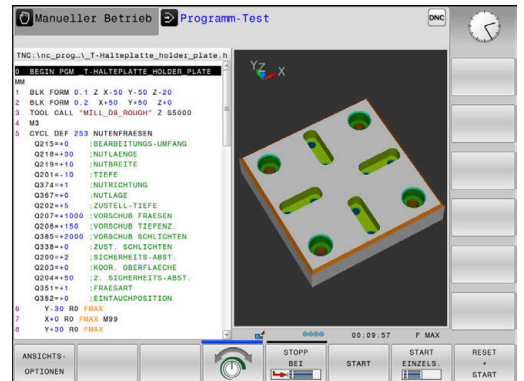 Manueller Betrieb
Programm-Test
DNC
TNC:\nc_prog…\_T-Halteplatte_holder_plate.h
0 BEGIN PGM _T-HALTEPLATTE_HOLDER_PLATE
MM
1 BLK FORM 0.1 Z X-50 Y-50 Z-20
2 BLK FORM 0.2 X+50 Y+50 Z+0
3 TOOL CALL "MILL_D8_ROUGH" Z S5000
4 M3
5 CYCL DEF 253 NUTENFRAESEN
Q215=+0 ;BEARBEITUNGS-UMFANG
Q218=+30 ;NUTLAENGE
Q219=+10 ;NUTBREITE
Q201=-10 ;TIEFE
Q374=+1 ;NUTRICHTUNG
Q367=+0 ;NUTLAGE
Q202=+5 ;ZUSTELL-TIEFE
Q207=+1000 ;VORSCHUB FRAESEN
Q206=+150 ;VORSCHUB TIEFENZ.
Q385=+2000 ;VORSCHUB SCHLICHTEN
Q338=+0 ;ZUST. SCHLICHTEN
Q200=+2 ;SICHERHEITS-ABST.
Q203=+0 ;KOOR. OBERFLAECHE
Q204=+50 ;2. SICHERHEITS-ABST.
Q351=+1 ;FRAESART
Q352=+0 ;EINTAUCHPOSITION
6 Y-30 R0 FMAX
7 X+0 R0 FMAX M99
8 Y+30 R0 FMAX
Y Z X
00:09:57 F MAX
ANSICHTS-
OPTIONEN
STOPP
BEI
START
START
EINZELS.
RESET
+
START